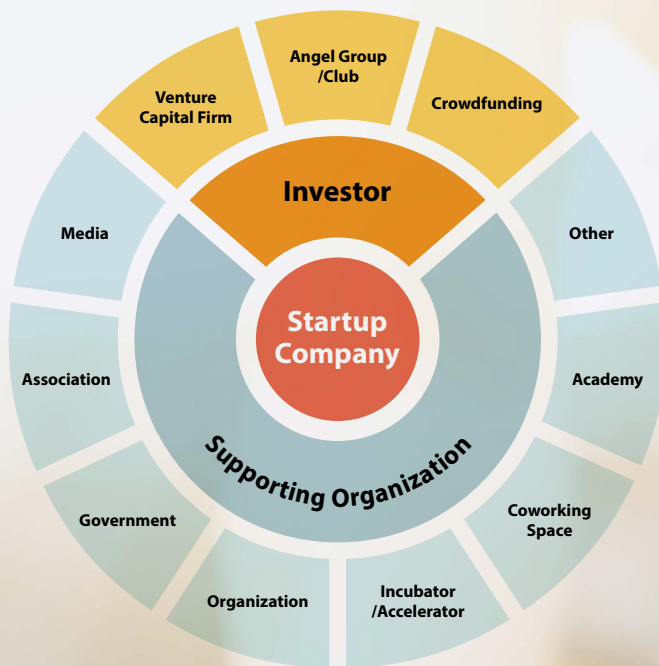 Angel Group
/Club
Venture
Capital Firm
Crowdfunding
Investor
Media
Other
Startup
Company
Association
Academy
Supporting Organization
Government
Coworking
Space
Organization
Incubator
/Accelerator